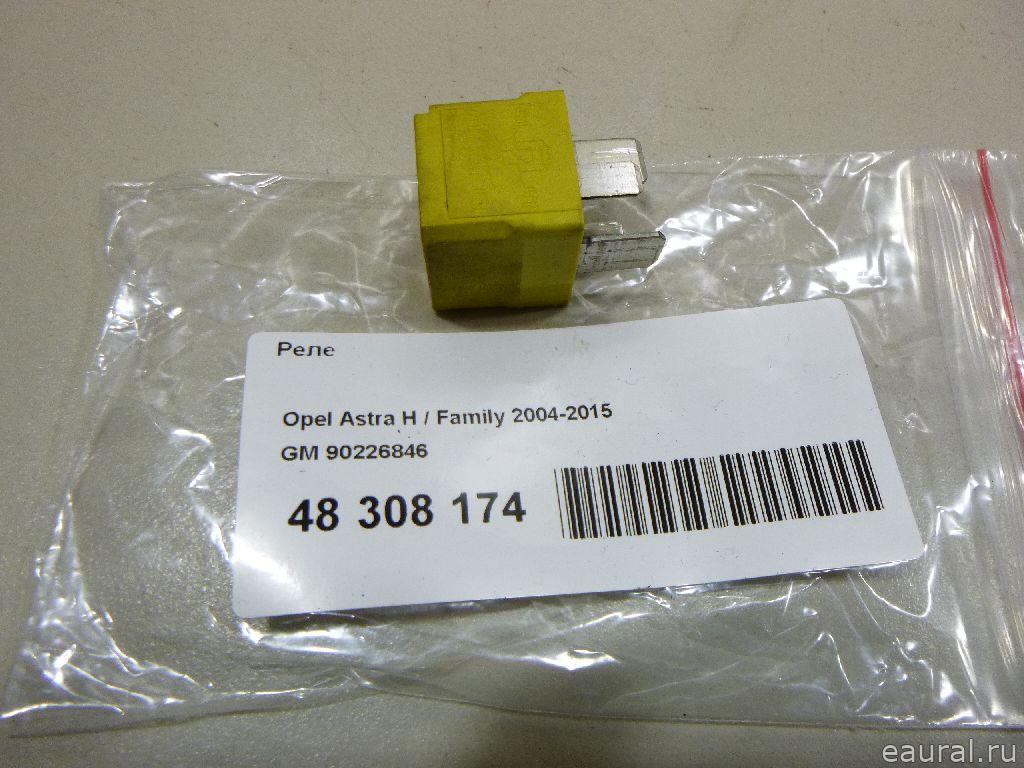 Реле
Opel Astra H / Family 2004-2015
GM 90226846
48 308 174
eaural.ru